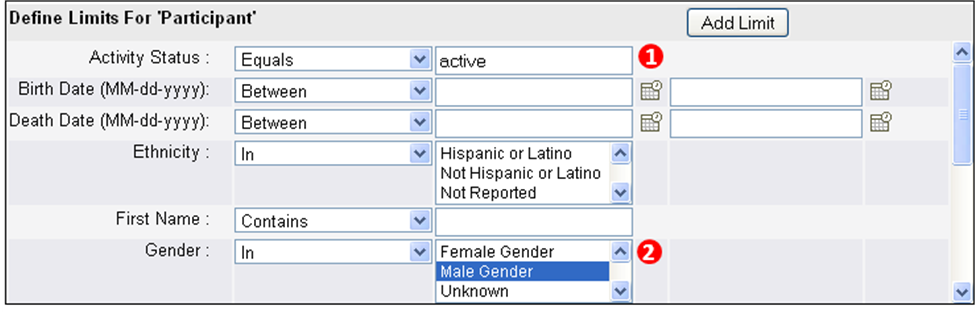 Define Limits For 'Participant' Add Limit
Activity Status : Equals active 1
Birth Date (MM-dd-yyyy): Between
Death Date (MM-dd-yyyy): Between
Ethnicity : In Hispanic or Latino
Not Hispanic or Latino
Not Reported
First Name : Contains
Gender : In Female Gender 2
Male Gender
Unknown